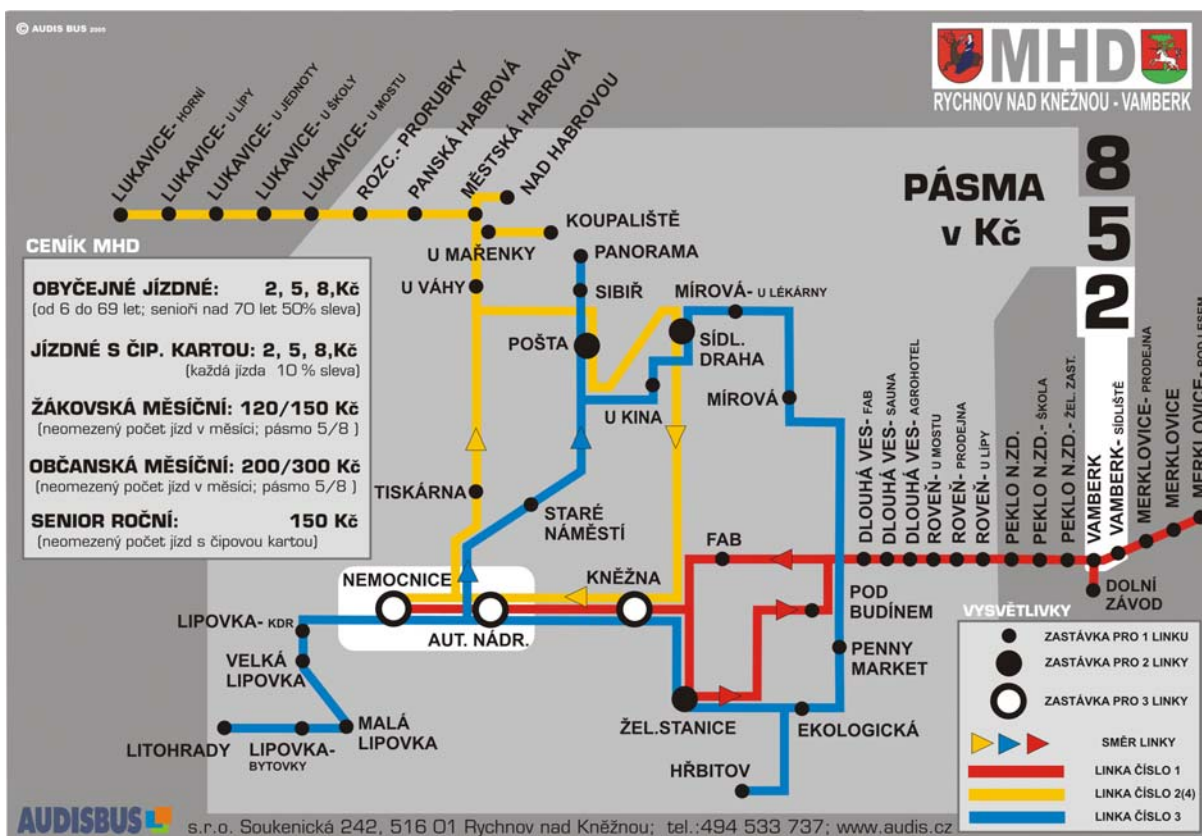 © AUDIS BUS 2005
MHD
RYCHNOV NAD KNĚŽNOU - VAMBERK
LUKAVICE- HORNÍ
LUKAVICE- U LÍPY
LUKAVICE- U JEDNOTY
LUKAVICE- U ŠKOLY
LUKAVICE- U MOSTU
ROZC.- PRORUBKY
PANSKÁ HABROVÁ
MĚSTSKÁ HABROVÁ
NAD HABROVOU
KOUPALIŠTĚ
U MAŘENKY
PANORAMA
U VÁHY
SIBIŘ
MÍROVÁ- U LÉKÁRNY
POŠTA
SÍDL.
DRAHA
U KINA
MÍROVÁ
PÁSMA
v Kč
8
5
2
CENÍK MHD
OBYČEJNÉ JÍZDNÉ: 2, 5, 8,Kč
(od 6 do 69 let; senioři nad 70 let 50% sleva)
JÍZDNÉ S ČIP. KARTOU: 2, 5, 8,Kč
(každá jízda 10 % sleva)
ŽÁKOVSKÁ MĚSÍČNÍ: 120/150 Kč
(neomezený počet jízd v měsíci; pásmo 5/8 )
OBČANSKÁ MĚSÍČNÍ: 200/300 Kč
(neomezený počet jízd v měsíci; pásmo 5/8 )
SENIOR ROČNÍ: 150 Kč
(neomezený počet jízd s čipovou kartou)
TISKÁRNA
STARÉ
NÁMĚSTÍ
FAB
DLOUHÁ VES- FAB
DLOUHÁ VES- SAUNA
DLOUHÁ VES- AGROHOTEL
ROVEŇ- U MOSTU
ROVEŇ- PRODEJNA
ROVEŇ- U LÍPY
PEKLO N.ZD.
PEKLO N.ZD.- ŠKOLA
PEKLO N.ZD.- ŽEL. ZAST.
VAMBERK
VAMBERK- SÍDLIŠTĚ
MERKLOVICE- PRODEJNA
MERKLOVICE
MERKLOVICE- POD LESEM
DOLNÍ
ZÁVOD
NEMOCNICE
KNĚŽNA
AUT. NÁDR.
POD
BUDÍNEM
LIPOVKA- KDR
VELKÁ
LIPOVKA
MALÁ
LIPOVKA
LITOHRADY
LIPOVKA-
BYTOVKY
PENNY
MARKET
ŽEL.STANICE
EKOLOGICKÁ
HŘBITOV
VYSVĚTLIVKY
ZASTÁVKA PRO 1 LINKU
ZASTÁVKA PRO 2 LINKY
ZASTÁVKA PRO 3 LINKY
SMĚR LINKY
LINKA ČÍSLO 1
LINKA ČÍSLO 2(4)
LINKA ČÍSLO 3
AUDISBUS s.r.o. Soukenická 242, 516 01 Rychnov nad Kněžnou; tel.:494 533 737; www.audis.cz